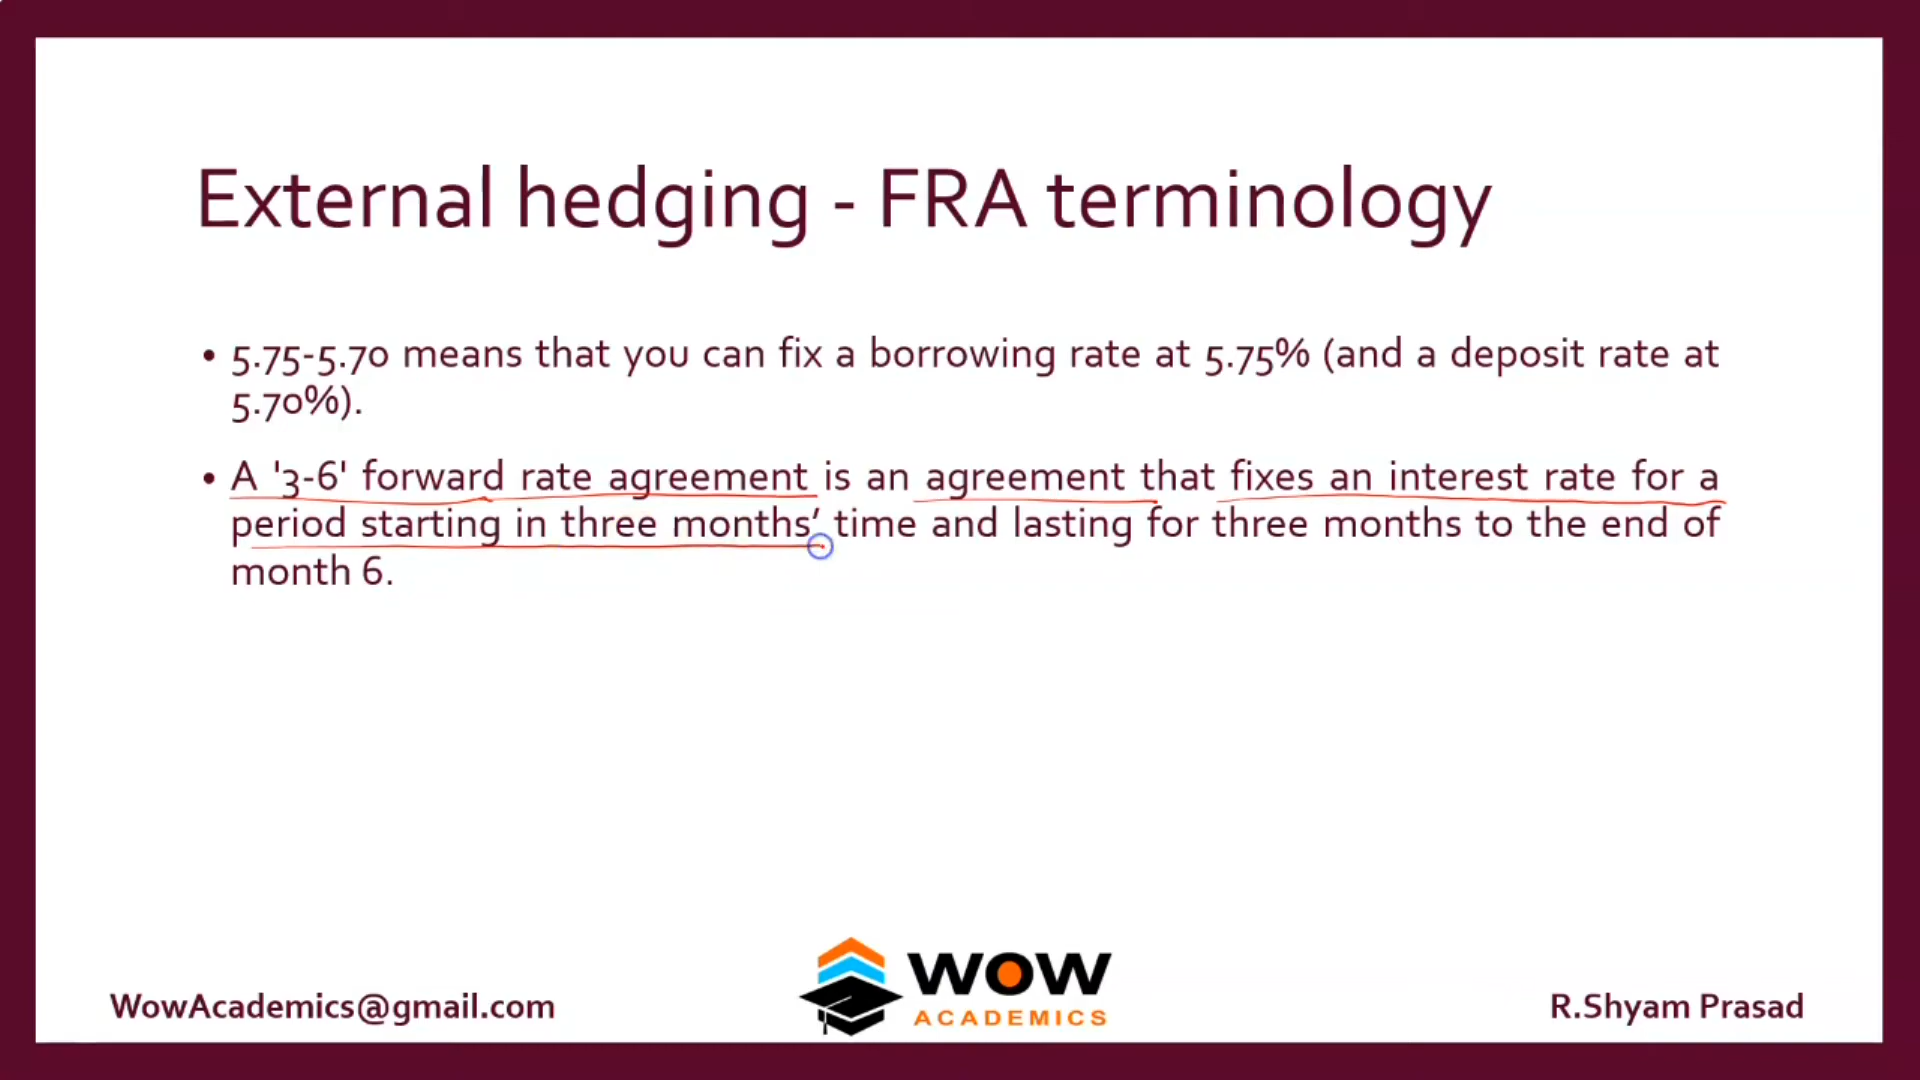 External hedging - FRA terminology
• 5.75-5.70 means that you can fix a borrowing rate at 5.75% (and a deposit rate at
5.70%).
• A '3-6' forward rate agreement is an agreement that fixes an interest rate for a
period starting in three months’ time and lasting for three months to the end of
month 6.
WowAcademics@gmail.com
WOW
ACADEMICS
R.Shyam Prasad